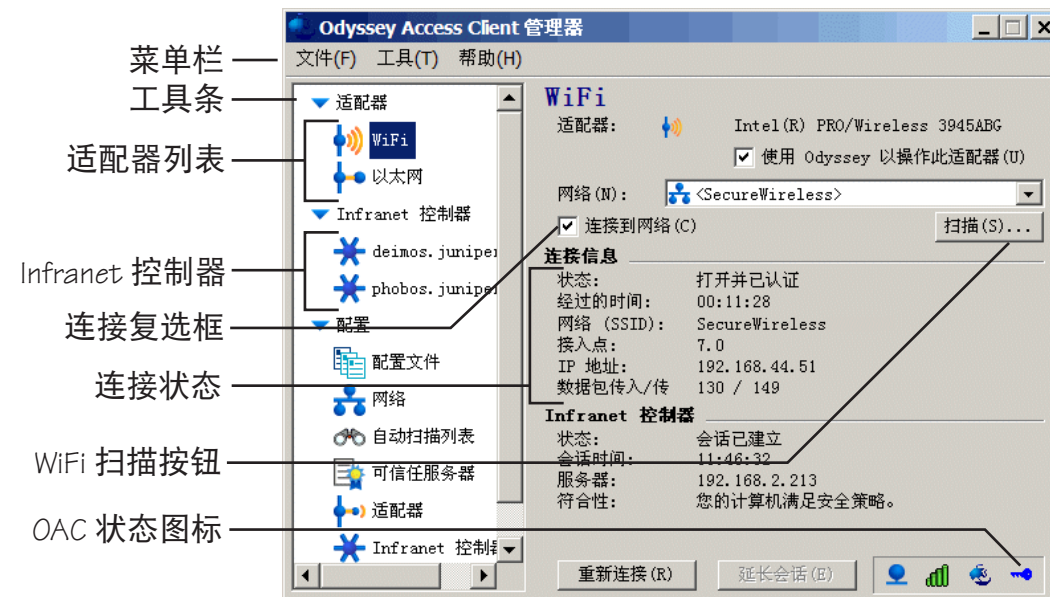 Odyssey Access Client 管理器
文件(F) 工具(T) 帮助(H)
菜单栏
工具条
适配器列表
Infranet 控制器
连接复选框
连接状态
WiFi 扫描按钮
OAC 状态图标
适配器
WiFi
以太网
Infranet 控制器
deimos.juniper
phobos.juniper
配置
配置文件
网络
自动扫描列表
可信任服务器
适配器
Infranet 控制
WiFi
适配器: Intel(R) PRO/Wireless 3945ABG
使用 Odyssey 以操作此适配器(U)
网络(N): <SecureWireless>
连接到网络(C) 扫描(S)...
连接信息
状态: 打开并已认证
经过的时间: 00:11:28
网络 (SSID): SecureWireless
接入点: 7.0
IP 地址: 192.168.44.51
数据包传入/传 130 / 149
Infranet 控制器
状态: 会话已建立
会话时间: 11:46:32
服务器: 192.168.2.213
符合性: 您的计算机满足安全策略。
重新连接(R) 延长会话(E)